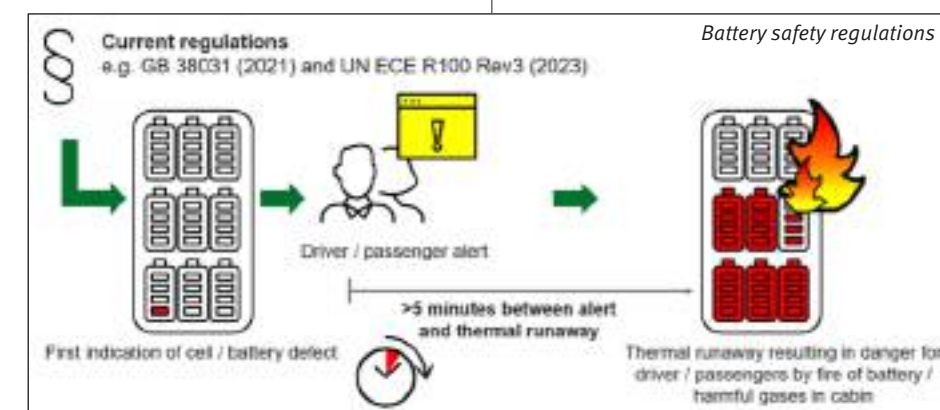 Battery safety regulations
Current regulations
e.g. GB 38031 (2021) and UN ECE R100 Rev3 (2023)
!
Driver / passenger alert
>5 minutes between alert
and thermal runaway
First indication of cell / battery defect
Thermal runaway resulting in danger for
driver / passengers by fire of battery /
harmful gases in cabin